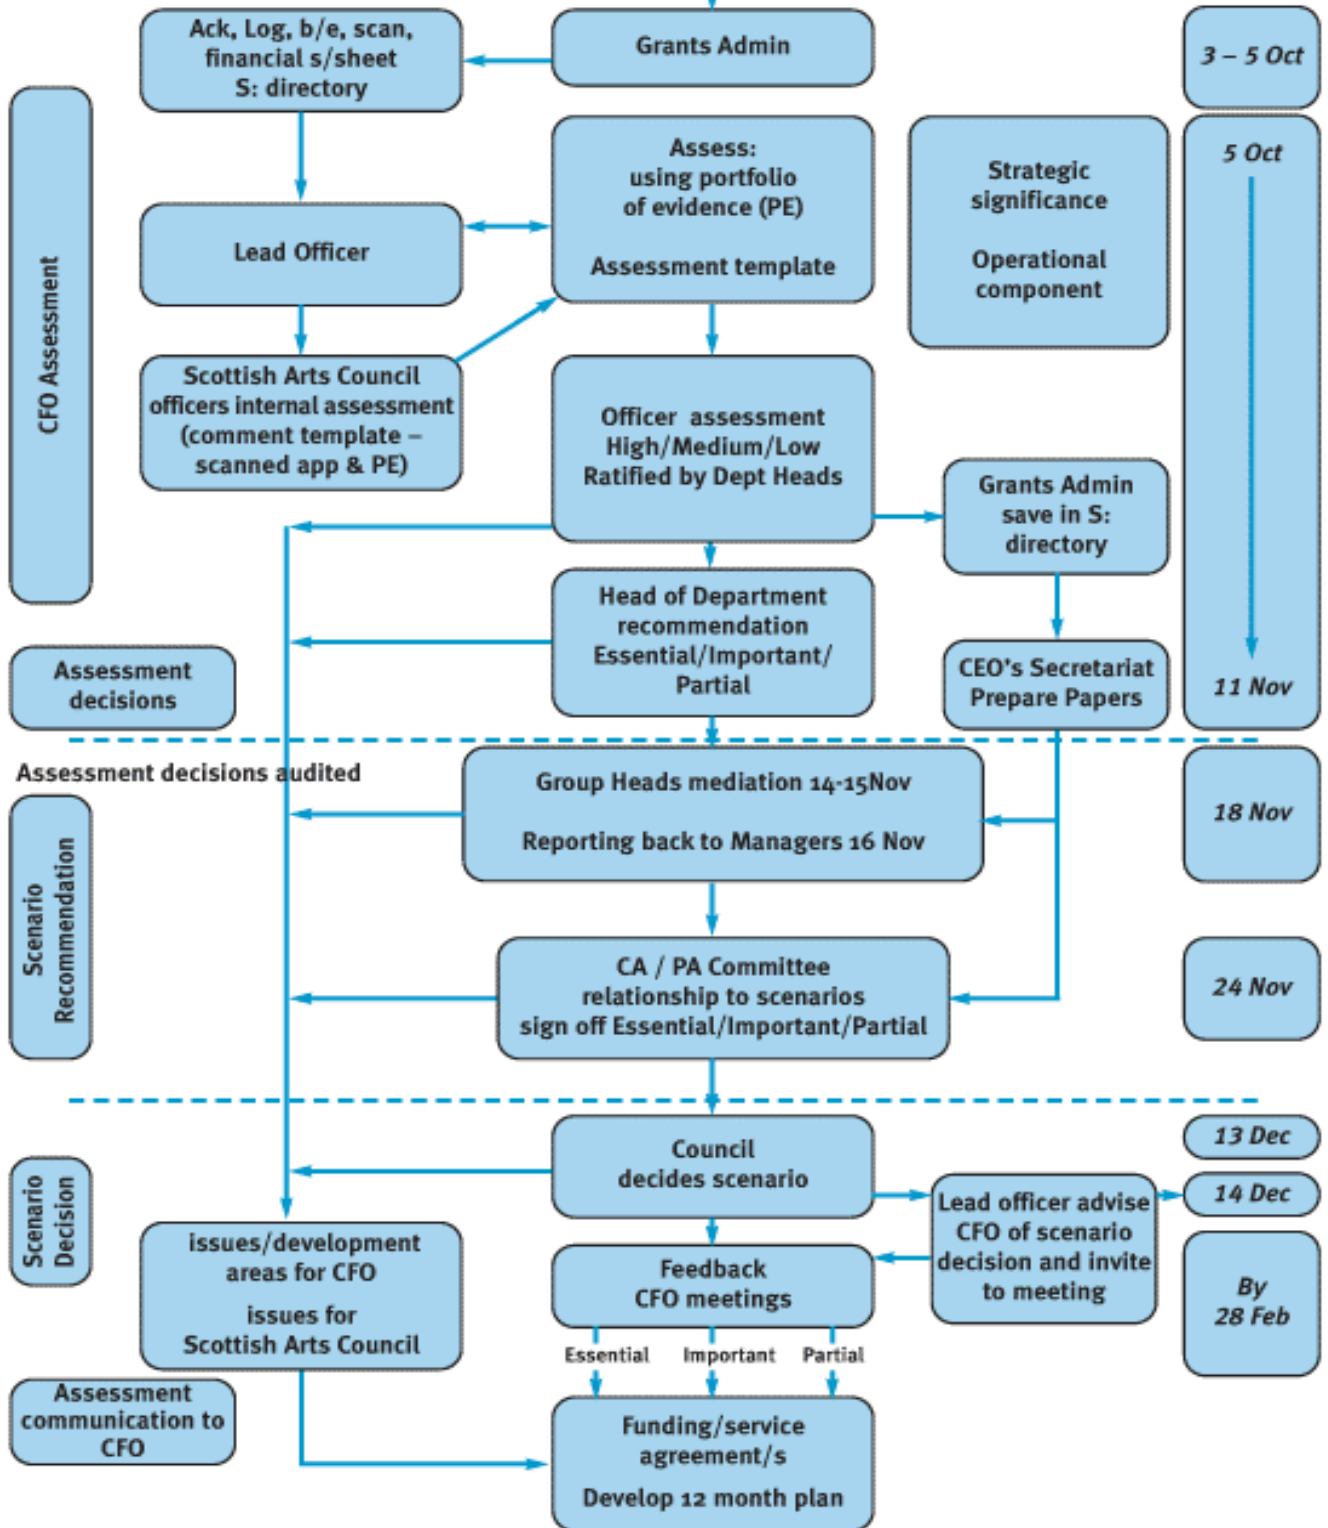 Ack, Log, b/e, scan,
financial s/sheet
S: directory
Grants Admin
3 – 5 Oct
CFO Assessment
Assess:
using portfolio
of evidence (PE)
Assessment template
Strategic
significance
Operational
component
5 Oct
Lead Officer
Scottish Arts Council
officers internal assessment
(comment template –
scanned app & PE)
Officer assessment
High/Medium/Low
Ratified by Dept Heads
Grants Admin
save in S:
directory
Head of Department
recommendation
Essential/Important/
Partial
Assessment
decisions
CEO's Secretariat
Prepare Papers
11 Nov
Assessment decisions audited
Group Heads mediation 14-15Nov
Reporting back to Managers 16 Nov
18 Nov
Scenario
Recommendation
CA / PA Committee
relationship to scenarios
sign off Essential/Important/Partial
24 Nov
Council
decides scenario
13 Dec
Scenario
Decision
Lead officer advise
CFO of scenario
decision and invite
to meeting
14 Dec
issues/development
areas for CFO
issues for
Scottish Arts Council
Feedback
CFO meetings
By
28 Feb
Essential
Important
Partial
Assessment
communication to
CFO
Funding/service
agreement/s
Develop 12 month plan